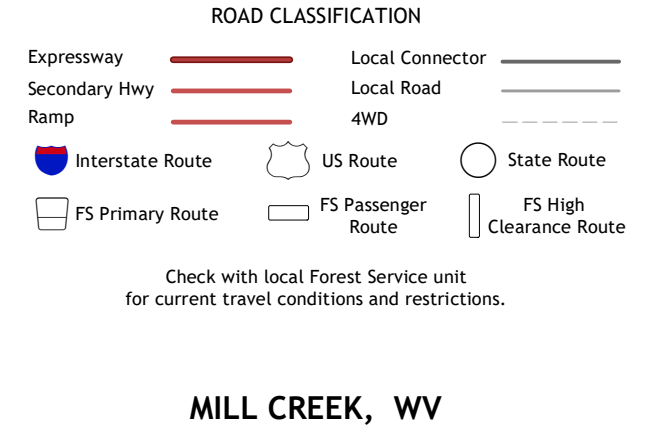 ROAD CLASSIFICATION
Expressway
Local Connector
Secondary Hwy
Local Road
Ramp
4WD
Interstate Route
US Route
State Route
FS Primary Route
FS Passenger
Route
FS High
Clearance Route
Check with local Forest Service unit
for current travel conditions and restrictions.
MILL CREEK, WV